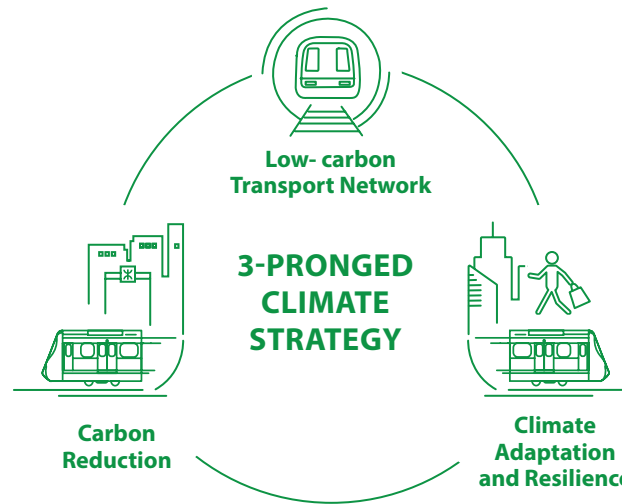 Low- carbon
Transport Network
3-PRONGED
CLIMATE
STRATEGY
Carbon
Reduction
Climate
Adaptation
and Resilience